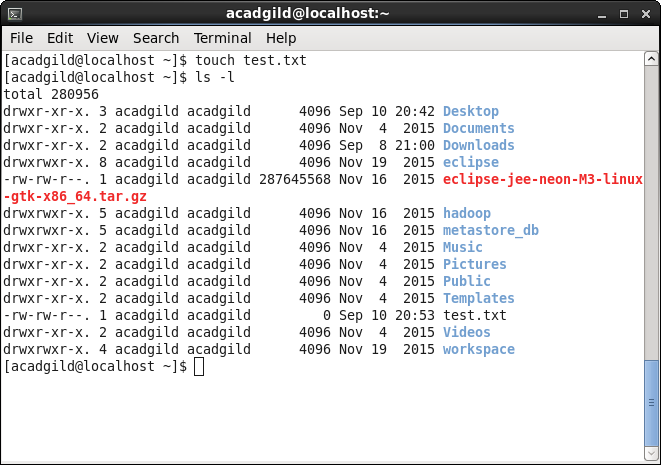 acadgild@localhost:~
File Edit View Search Terminal Help
[acadgild@localhost ~]$ touch test.txt
[acadgild@localhost ~]$ ls -l
total 280956
drwxr-xr-x. 3 acadgild acadgild      4096 Sep 10 20:42 Desktop
drwxr-xr-x. 2 acadgild acadgild      4096 Nov  4  2015 Documents
drwxr-xr-x. 2 acadgild acadgild      4096 Sep  8 21:00 Downloads
drwxrwxr-x. 8 acadgild acadgild      4096 Nov 19  2015 eclipse
-rw-rw-r--. 1 acadgild acadgild 287645568 Nov 16  2015 eclipse-jee-neon-M3-linux
-gtk-x86_64.tar.gz
drwxrwxr-x. 5 acadgild acadgild      4096 Nov 16  2015 hadoop
drwxrwxr-x. 5 acadgild acadgild      4096 Nov 16  2015 metastore_db
drwxr-xr-x. 2 acadgild acadgild      4096 Nov  4  2015 Music
drwxr-xr-x. 2 acadgild acadgild      4096 Nov  4  2015 Pictures
drwxr-xr-x. 2 acadgild acadgild      4096 Nov  4  2015 Public
drwxr-xr-x. 2 acadgild acadgild      4096 Nov  4  2015 Templates
-rw-rw-r--. 1 acadgild acadgild         0 Sep 10 20:53 test.txt
drwxr-xr-x. 2 acadgild acadgild      4096 Nov  4  2015 Videos
drwxrwxr-x. 4 acadgild acadgild      4096 Nov 19  2015 workspace
[acadgild@localhost ~]$